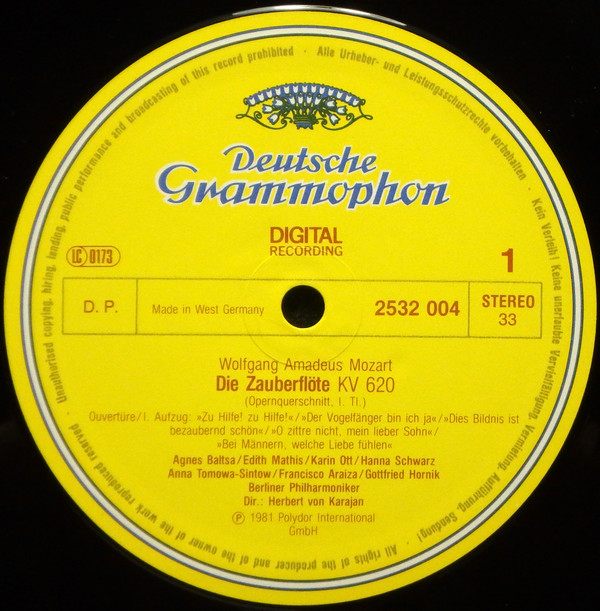 Unauthorised copying, hiring, lending, public performance and broadcasting of this record prohibited · Alle Urheber- und Leistungsschutzrechte vorbehalten · Kein Verleih! Keine unerlaubte Vervielfältigung, Vermietung, Aufführung, Sendung! · All rights of the producer and of the owner of the work reproduced reserved
Deutsche
Grammophon
DIGITAL
RECORDING
LC 0173
1
D. P.
Made in West Germany
2532 004
STEREO
33
Wolfgang Amadeus Mozart
Die Zauberflöte KV 620
(Opernquerschnitt, I. Tl.)
Ouvertüre/I. Aufzug: »Zu Hilfe! zu Hilfe!«/»Der Vogelfänger bin ich ja«/»Dies Bildnis ist
bezaubernd schön«/»O zittre nicht, mein lieber Sohn«/
»Bei Männern, welche Liebe fühlen«
Agnes Baltsa/Edith Mathis/Karin Ott/Hanna Schwarz
Anna Tomowa-Sintow/Francisco Araiza/Gottfried Hornik
Berliner Philharmoniker
Dir.: Herbert von Karajan
Ⓟ 1981 Polydor International
GmbH